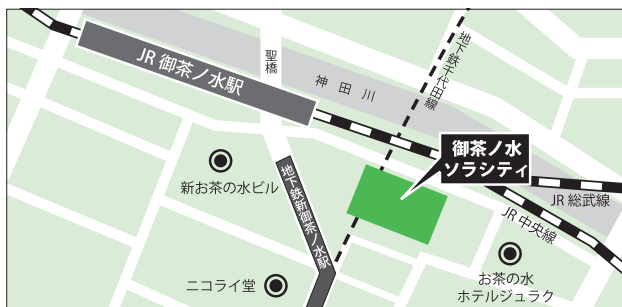 JR 御茶ノ水駅
聖橋
神田川
地下鉄千代田線
御茶ノ水
ソラシティ
新お茶の水ビル
地下鉄新御茶ノ水駅
JR 総武線
JR 中央線
ニコライ堂
お茶の水
ホテルジュラク